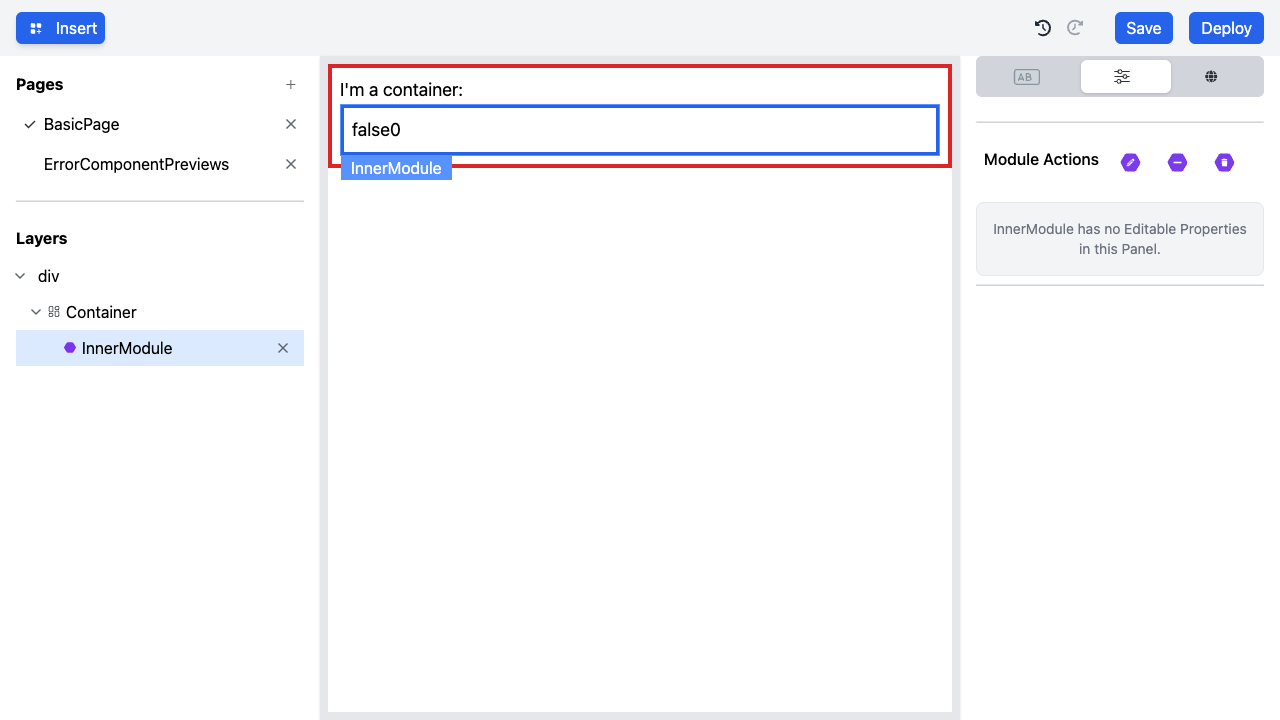 Insert
Save
Deploy
Pages
BasicPage
ErrorComponentPreviews
Layers
div
Container
InnerModule
I'm a container:
false0
InnerModule
AB
Module Actions
InnerModule has no Editable Properties
in this Panel.